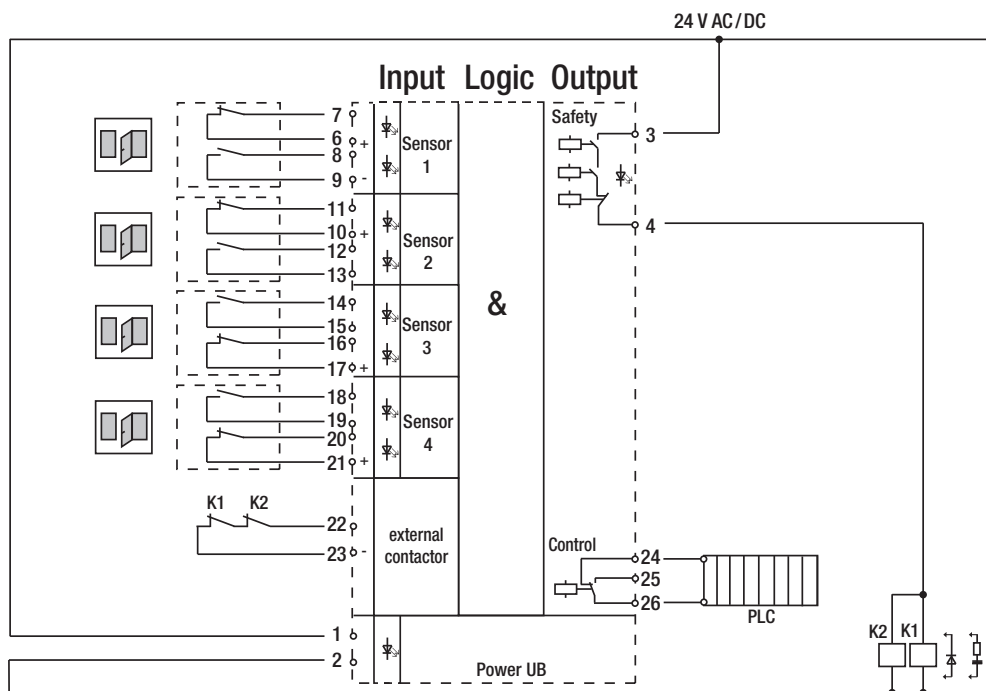 24 V AC / DC
Input Logic Output
Safety
7
6 +
8
9 -
Sensor
1
3
4
11
10 +
12
13
Sensor
2
14
15
16
17 +
Sensor
3
&
18
19
20
21 +
Sensor
4
K1 K2
22
23 -
external
contactor
Control
24
25
26
PLC
1
2
Power UB
K2 K1